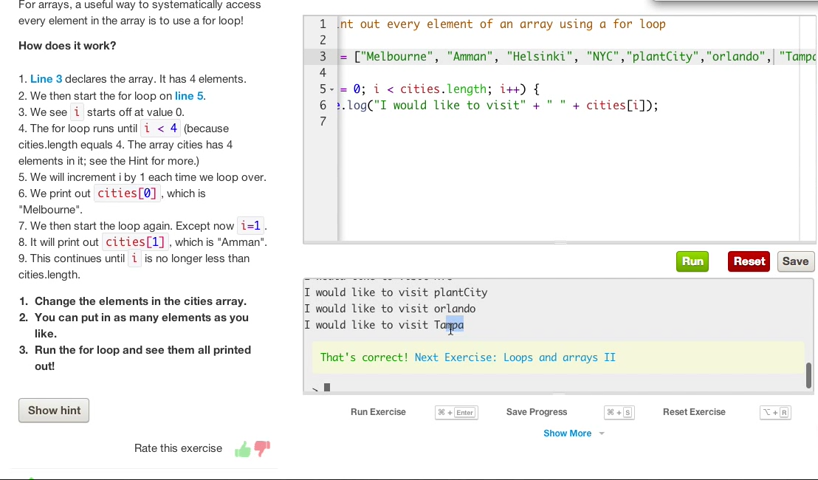 For arrays, a useful way to systematically access
every element in the array is to use a for loop!
How does it work?
1. Line 3 declares the array. It has 4 elements.
2. We then start the for loop on line 5.
3. We see i starts off at value 0.
4. The for loop runs until i < 4 (because
cities.length equals 4. The array cities has 4
elements in it; see the Hint for more.)
5. We will increment i by 1 each time we loop over.
6. We print out cities[0], which is
"Melbourne".
7. We then start the loop again. Except now i=1.
8. It will print out cities[1], which is "Amman".
9. This continues until i is no longer less than
cities.length.
1. Change the elements in the cities array.
2. You can put in as many elements as you
like.
3. Run the for loop and see them all printed
out!
Show hint
Rate this exercise
1 nt out every element of an array using a for loop
2
3 = ["Melbourne", "Amman", "Helsinki", "NYC","plantCity","orlando", "Tampa
4
5 = 0; i < cities.length; i++) {
6 e.log("I would like to visit" + " " + cities[i]);
7
Run Reset Save
I would like to visit plantCity
I would like to visit orlando
I would like to visit Tampa
That's correct! Next Exercise: Loops and arrays II
>
Run Exercise ⌘ + Enter Save Progress ⌘ + S Reset Exercise ⌥ + R
Show More